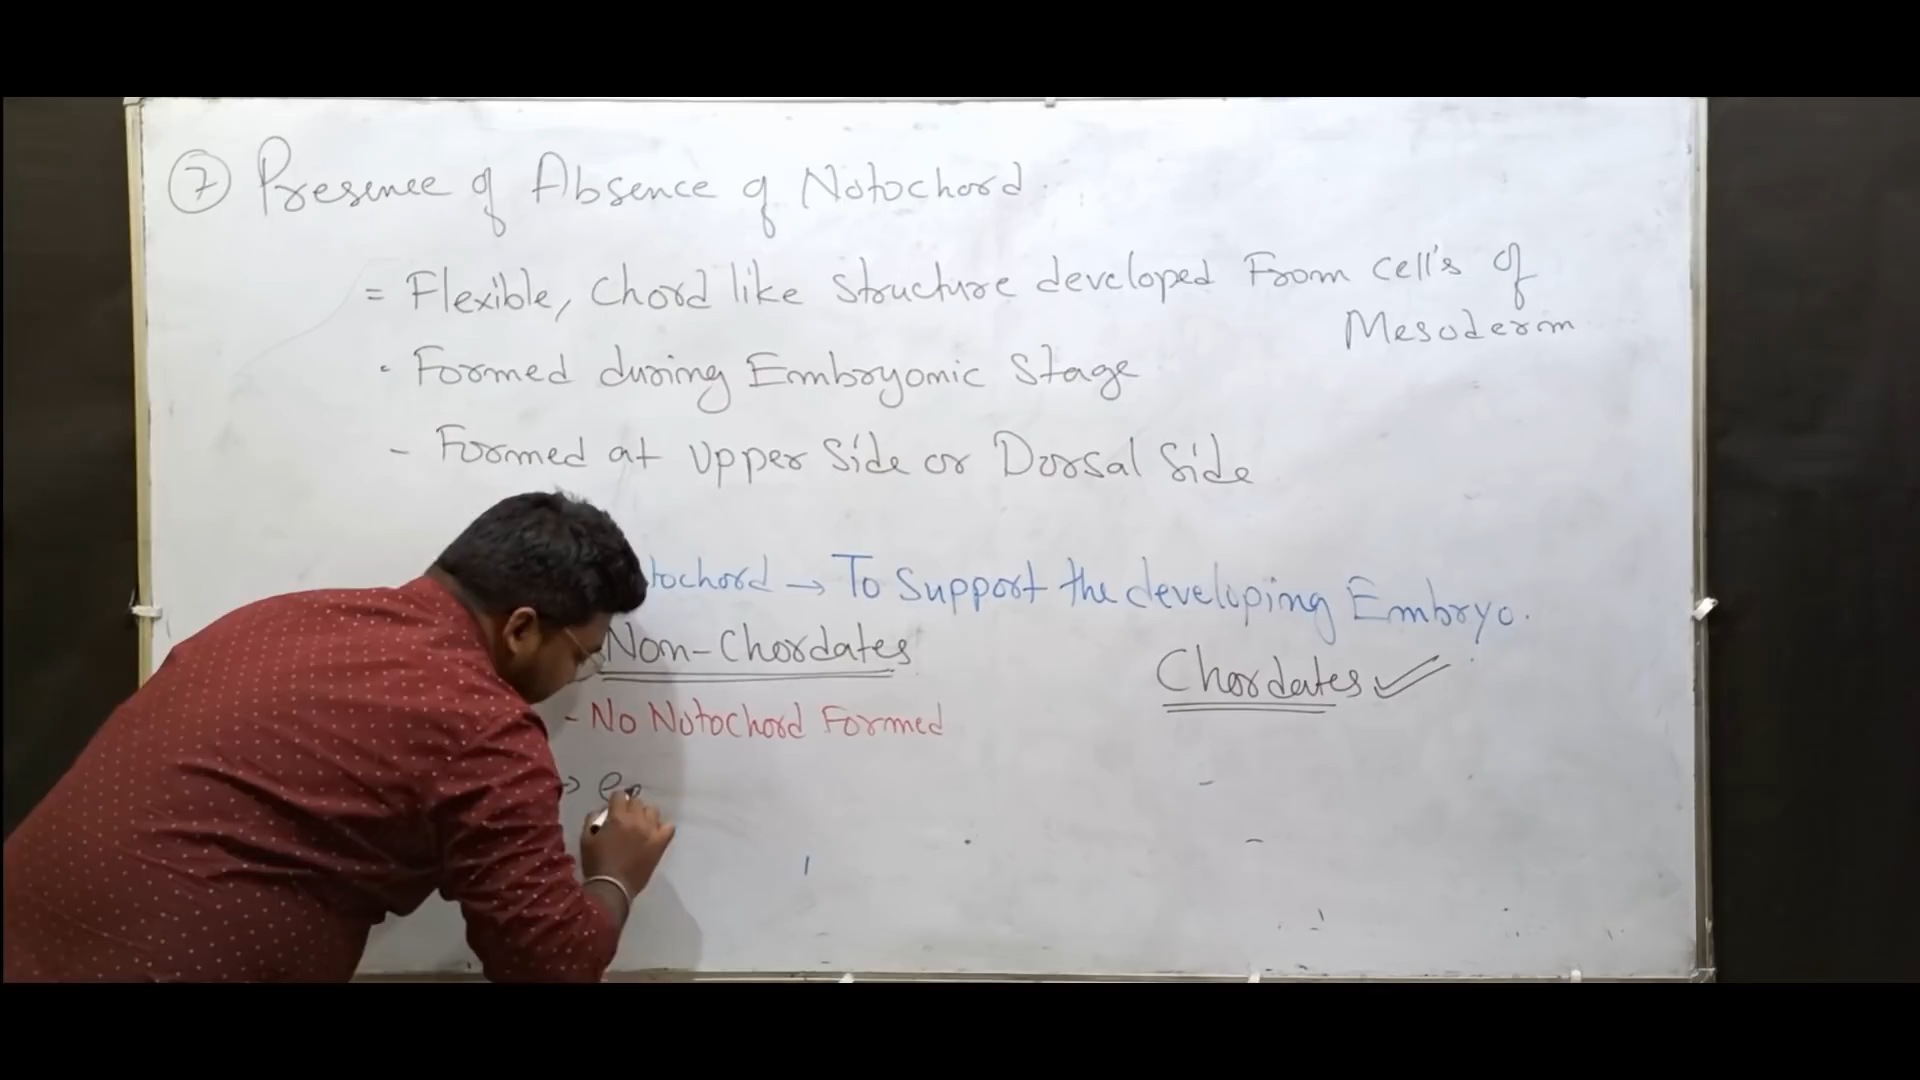 7 Presence of Absence of Notochord
= Flexible, Chord like Structure developed From cell's of
Mesoderm
· Formed during Embryomic Stage
- Formed at Upper Side or Dorsal Side
tochord → To Support the developing Embryo.
Non-Chordates
Chordates ✓
- No Notochord Formed
→ e